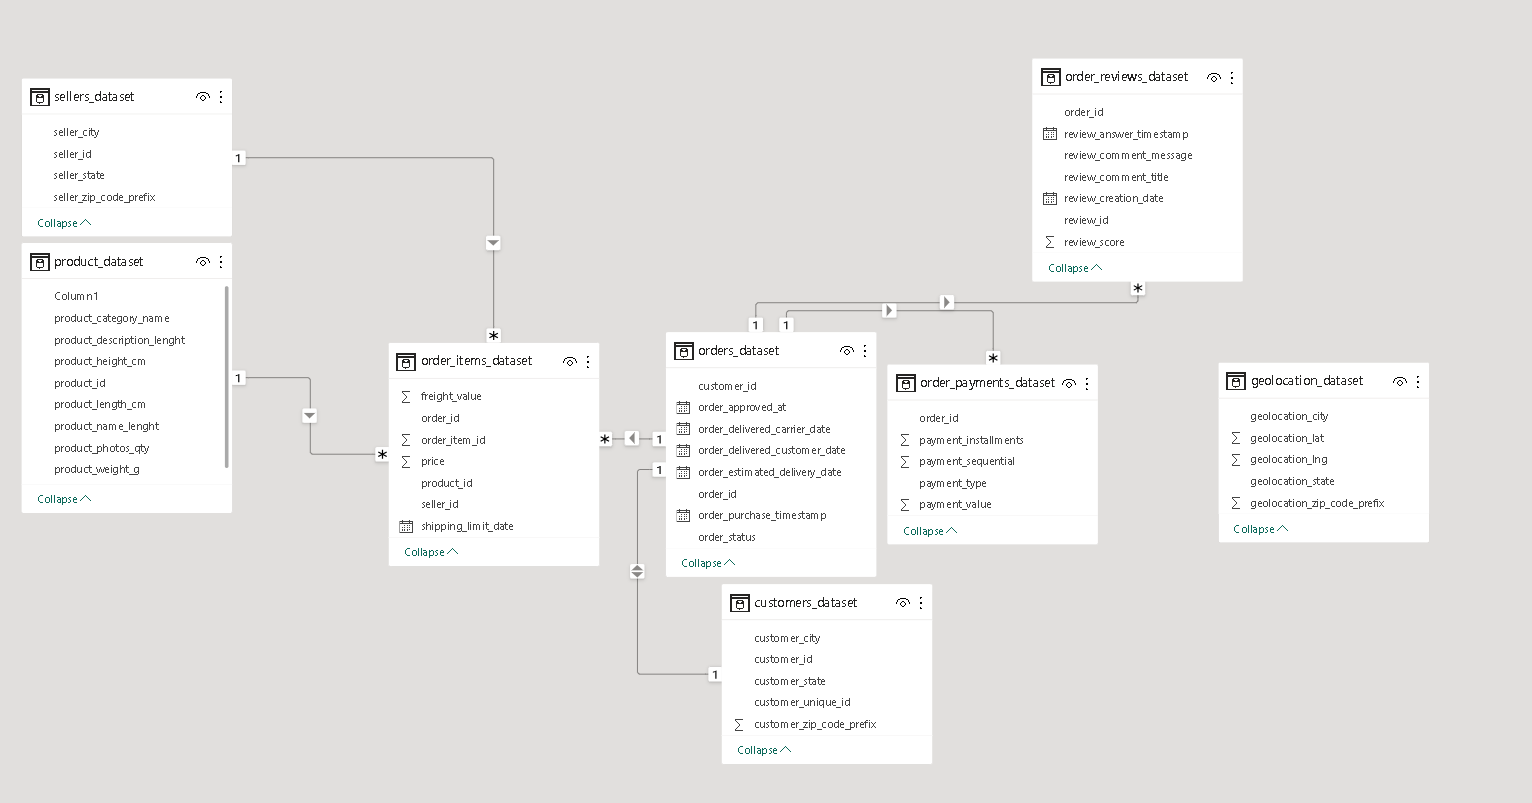 sellers_dataset
seller_city
seller_id
seller_state
seller_zip_code_prefix
Collapse
product_dataset
Column1
product_category_name
product_description_lenght
product_height_cm
product_id
product_length_cm
product_name_lenght
product_photos_qty
product_weight_g
Collapse
1
*
1
*
order_items_dataset
freight_value
order_id
order_item_id
price
product_id
seller_id
shipping_limit_date
Collapse
*
1
1
1
1
orders_dataset
customer_id
order_approved_at
order_delivered_carrier_date
order_delivered_customer_date
order_estimated_delivery_date
order_id
order_purchase_timestamp
order_status
Collapse
1
customers_dataset
customer_city
customer_id
customer_state
customer_unique_id
customer_zip_code_prefix
Collapse
order_reviews_dataset
order_id
review_answer_timestamp
review_comment_message
review_comment_title
review_creation_date
review_id
review_score
Collapse
*
*
order_payments_dataset
order_id
payment_installments
payment_sequential
payment_type
payment_value
Collapse
geolocation_dataset
geolocation_city
geolocation_lat
geolocation_lng
geolocation_state
geolocation_zip_code_prefix
Collapse